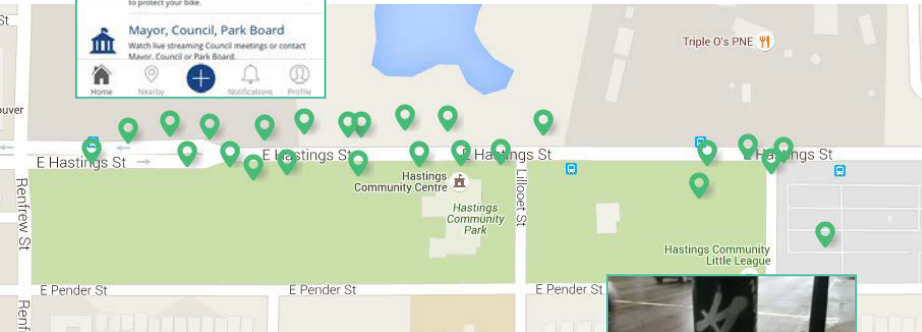 to protect your bike.
Mayor, Council, Park Board
Watch live streaming Council meetings or contact
Mayor, Council or Park Board.
Home
Nearby
Notifications
Profile
St
Triple O's PNE
E Hastings St
E Hastings St
E Hastings St
E Hastings St
Hastings
Community Centre
Hastings
Community
Park
Renfrew St
Lillooet St
Hastings Community
Little League
E Pender St
E Pender St
E Pender St